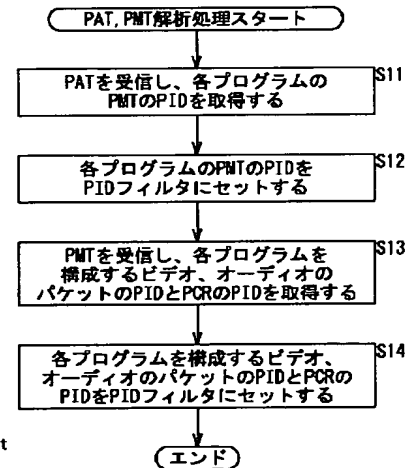 PAT,PMT解析処理スタート
S11
PATを受信し、各プログラムの
PMTのPIDを取得する
S12
各プログラムのPMTのPIDを
PIDフィルタにセットする
S13
PMTを受信し、各プログラムを
構成するビデオ、オーディオの
パケットのPIDとPCRのPIDを取得する
S14
各プログラムを構成するビデオ、
オーディオのパケットのPIDとPCRの
PIDをPIDフィルタにセットする
t
エンド